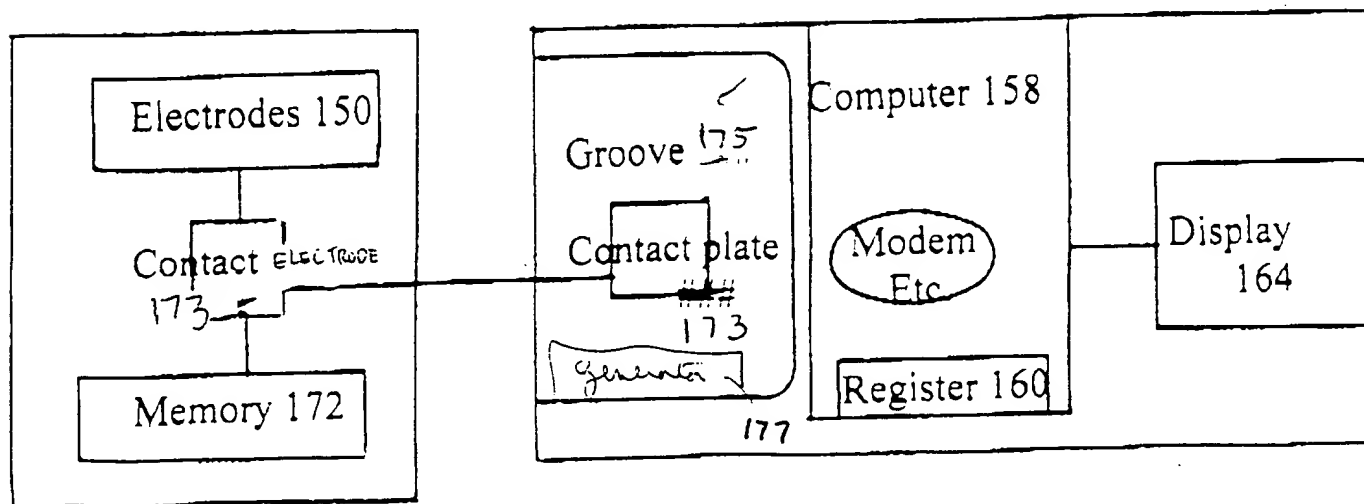 Electrodes 150
Contact ELECTRODE
173
Memory 172
Groove 175
Contact plate
173
generator
177
Computer 158
Modem
Etc
Register 160
Display
164